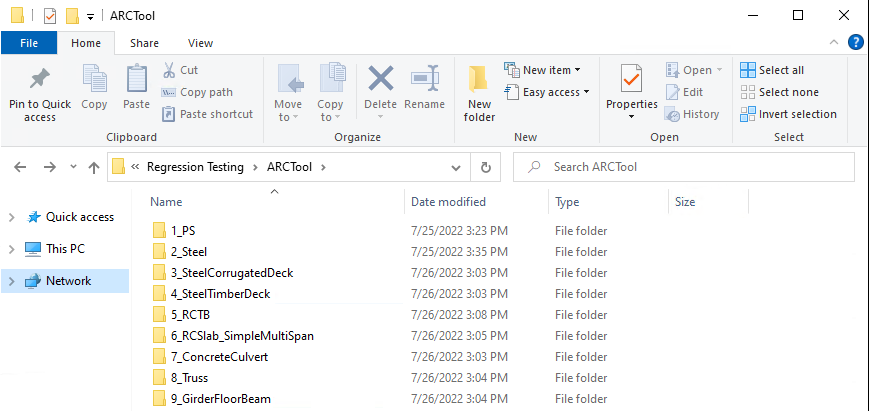 ARCTool
File Home Share View
Pin to Quick access
Copy
Paste
Cut
Copy path
Paste shortcut
Clipboard
Move to
Copy to
Delete
Rename
Organize
New folder
New item
Easy access
New
Properties
Open
Edit
History
Open
Select all
Select none
Invert selection
Select
Regression Testing ARCTool
Search ARCTool
Quick access
This PC
Network
Name Date modified Type Size
1_PS 7/25/2022 3:23 PM File folder
2_Steel 7/25/2022 3:35 PM File folder
3_SteelCorrugatedDeck 7/26/2022 3:03 PM File folder
4_SteelTimberDeck 7/26/2022 3:03 PM File folder
5_RCTB 7/26/2022 3:08 PM File folder
6_RCSlab_SimpleMultiSpan 7/26/2022 3:05 PM File folder
7_ConcreteCulvert 7/26/2022 3:03 PM File folder
8_Truss 7/26/2022 3:04 PM File folder
9_GirderFloorBeam 7/26/2022 3:04 PM File folder